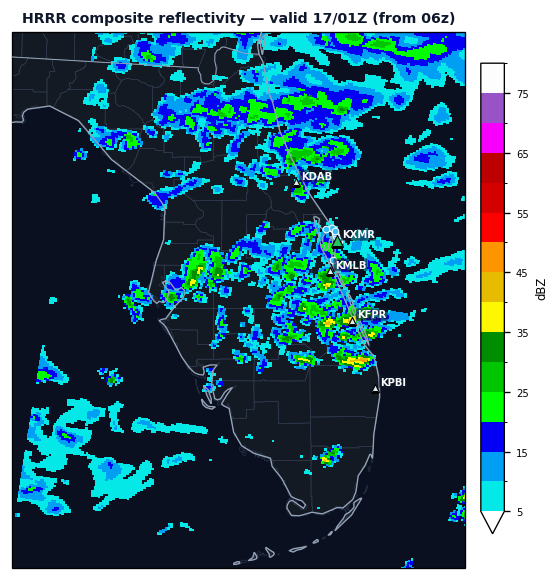 HRRR composite reflectivity — valid 17/01Z (from 06z)
KDAB
KXMR
KMLB
KFPR
KPBI
75
65
55
45
35
25
15
5
dBZ